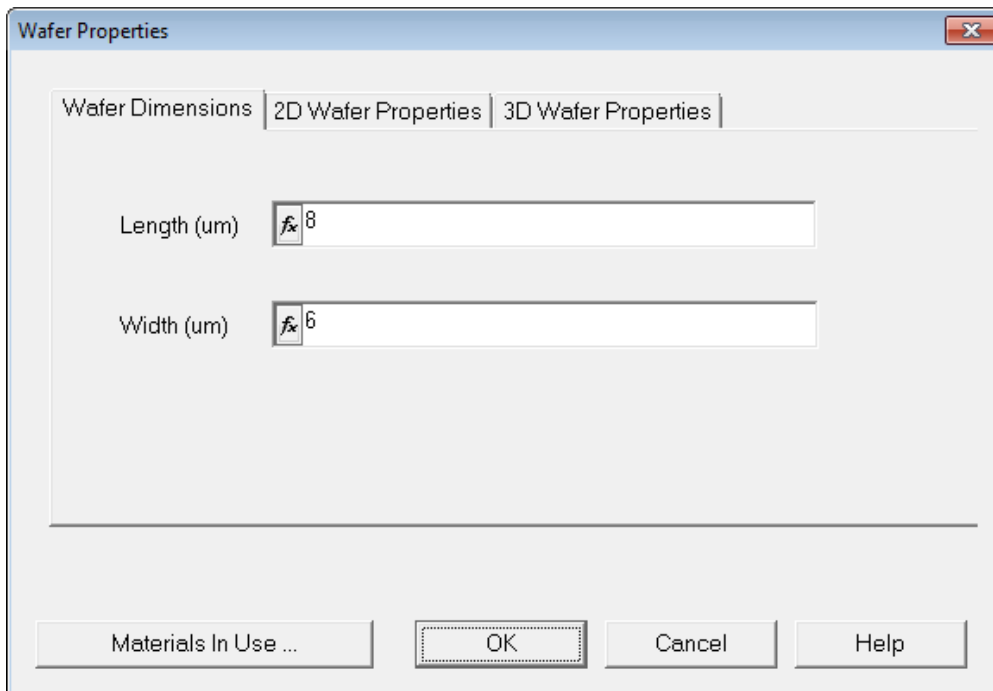 Wafer Properties
Wafer Dimensions 2D Wafer Properties 3D Wafer Properties
Length (um) fx 8
Width (um) fx 6
Materials In Use ... OK Cancel Help